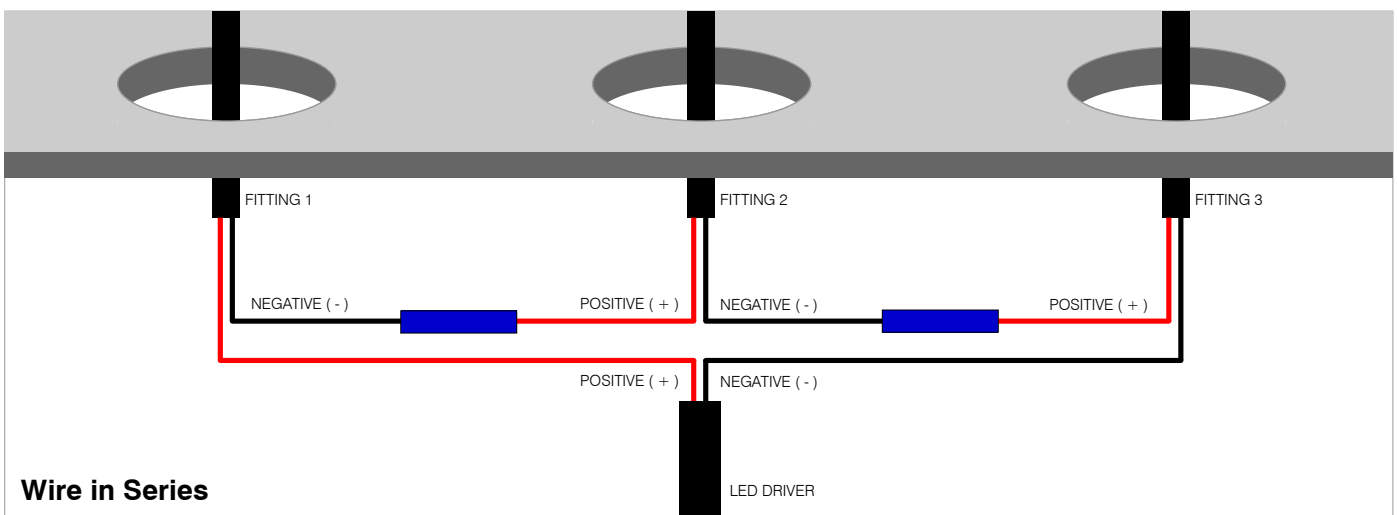 FITTING 1
FITTING 2
FITTING 3
NEGATIVE ( - )
POSITIVE ( + )
NEGATIVE ( - )
POSITIVE ( + )
POSITIVE ( + )
NEGATIVE ( - )
Wire in Series
LED DRIVER